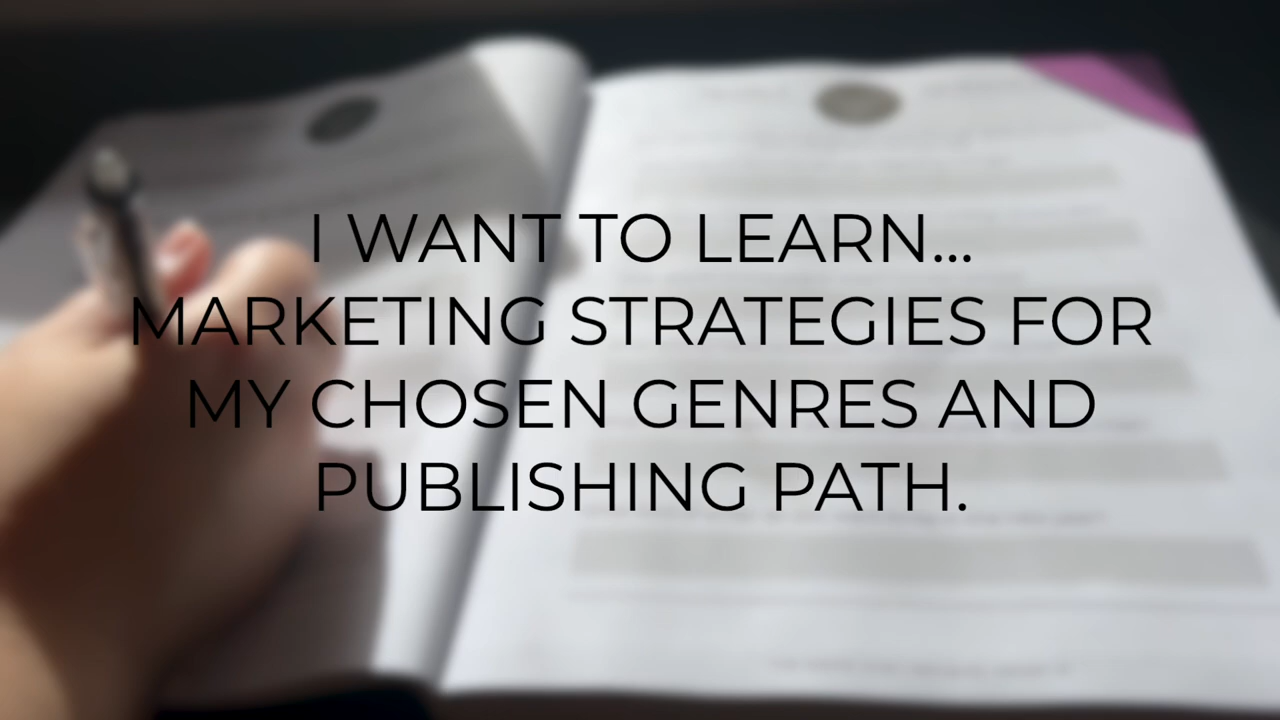 I WANT TO LEARN...
MARKETING STRATEGIES FOR
MY CHOSEN GENRES AND
PUBLISHING PATH.